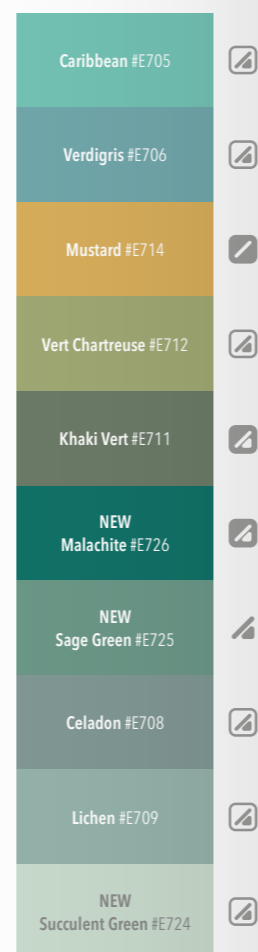 Caribbean #E705
Verdigris #E706
Mustard #E714
Vert Chartreuse #E712
Khaki Vert #E711
NEW
Malachite #E726
NEW
Sage Green #E725
Celadon #E708
Lichen #E709
NEW
Succulent Green #E724